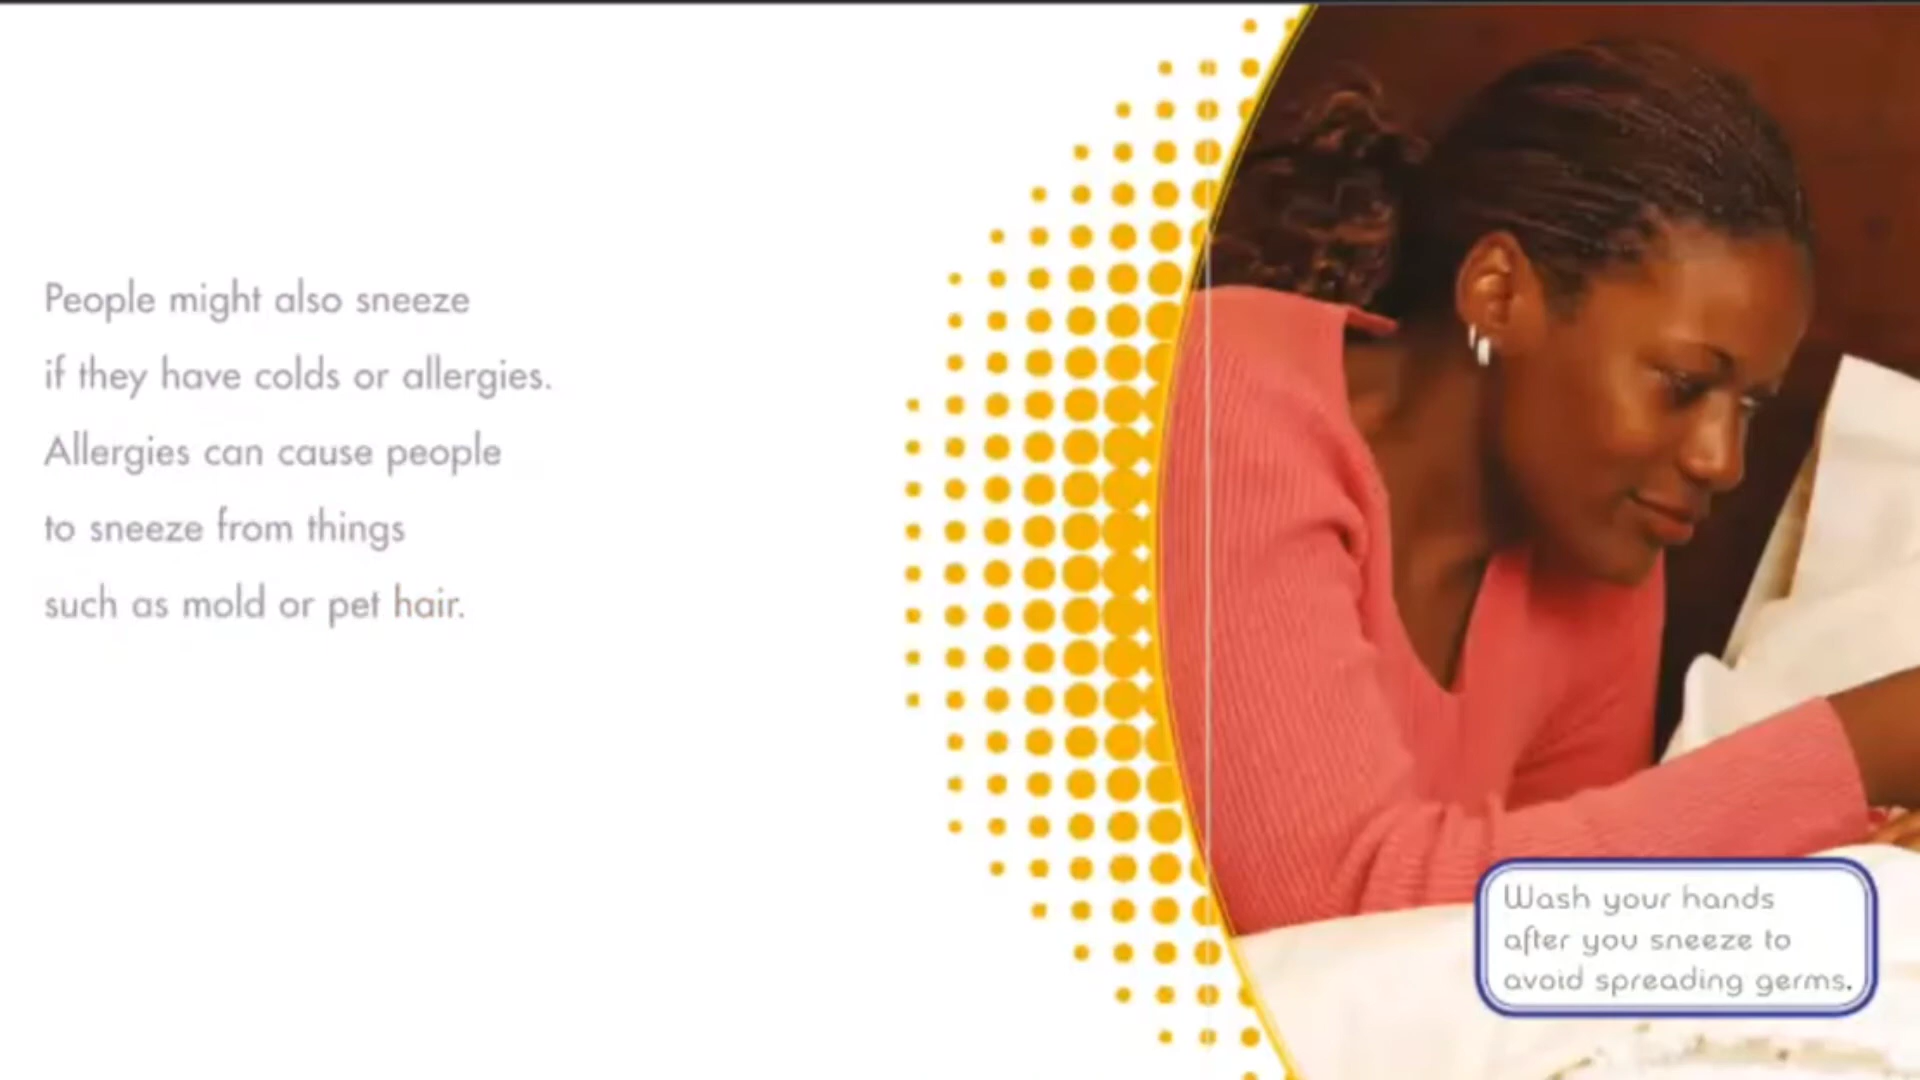 People might also sneeze
if they have colds or allergies.
Allergies can cause people
to sneeze from things
such as mold or pet hair.
Wash your hands
after you sneeze to
avoid spreading germs.